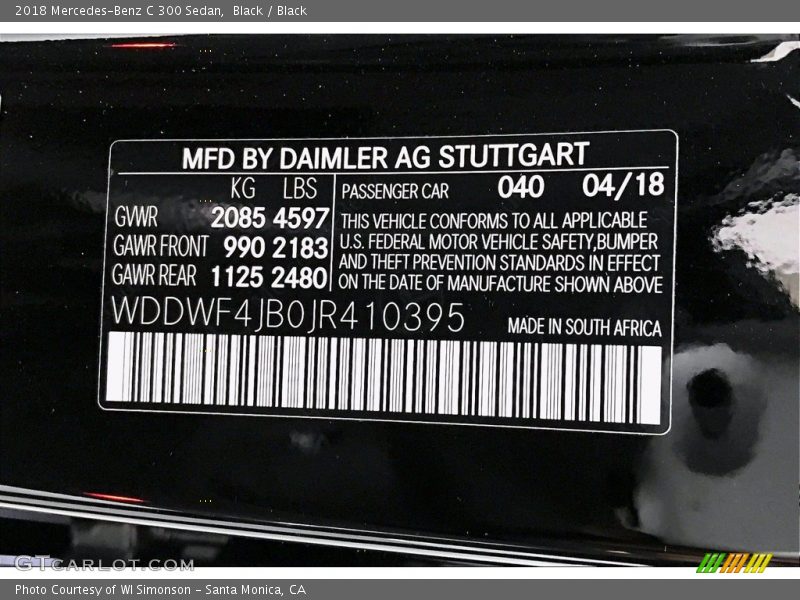 2018 Mercedes-Benz C 300 Sedan, Black / Black
MFD BY DAIMLER AG STUTTGART
KG LBS
GVWR 2085 4597
GAWR FRONT 990 2183
GAWR REAR 1125 2480
PASSENGER CAR 040 04/18
THIS VEHICLE CONFORMS TO ALL APPLICABLE
U.S. FEDERAL MOTOR VEHICLE SAFETY,BUMPER
AND THEFT PREVENTION STANDARDS IN EFFECT
ON THE DATE OF MANUFACTURE SHOWN ABOVE
WDDWF4JB0JR410395
MADE IN SOUTH AFRICA
GTCARLOT.COM
Photo Courtesy of WI Simonson - Santa Monica, CA